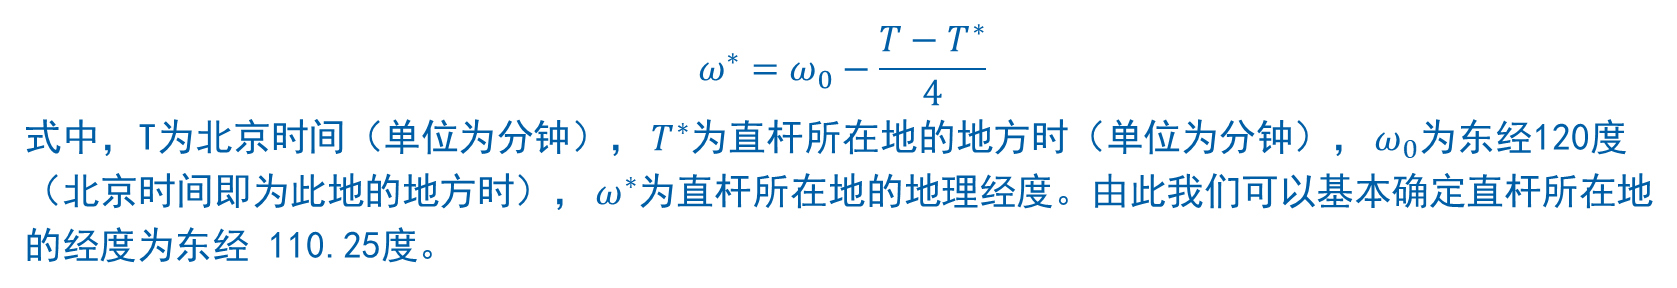 ω* = ω₀ − (T − T*)/4
式中，T为北京时间（单位为分钟），T*为直杆所在地的地方时（单位为分钟），ω₀为东经120度
（北京时间即为此地的地方时），ω*为直杆所在地的地理经度。由此我们可以基本确定直杆所在地
的经度为东经 110.25度。